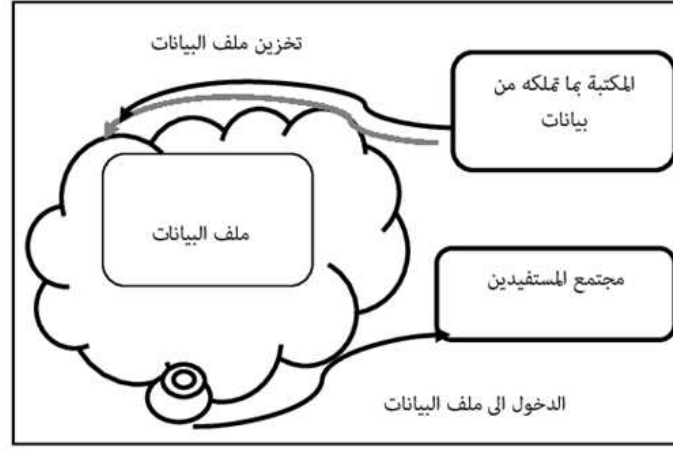 تخزين ملف البيانات
المكتبة بما تملكه من
بيانات
ملف البيانات
مجتمع المستفيدين
الدخول الى ملف البيانات